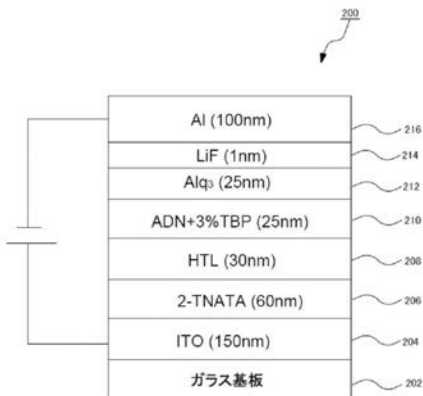 200
Al (100nm)
216
LiF (1nm)
214
Alq3 (25nm)
212
ADN+3%TBP (25nm)
210
HTL (30nm)
208
2-TNATA (60nm)
206
ITO (150nm)
204
ガラス基板
202